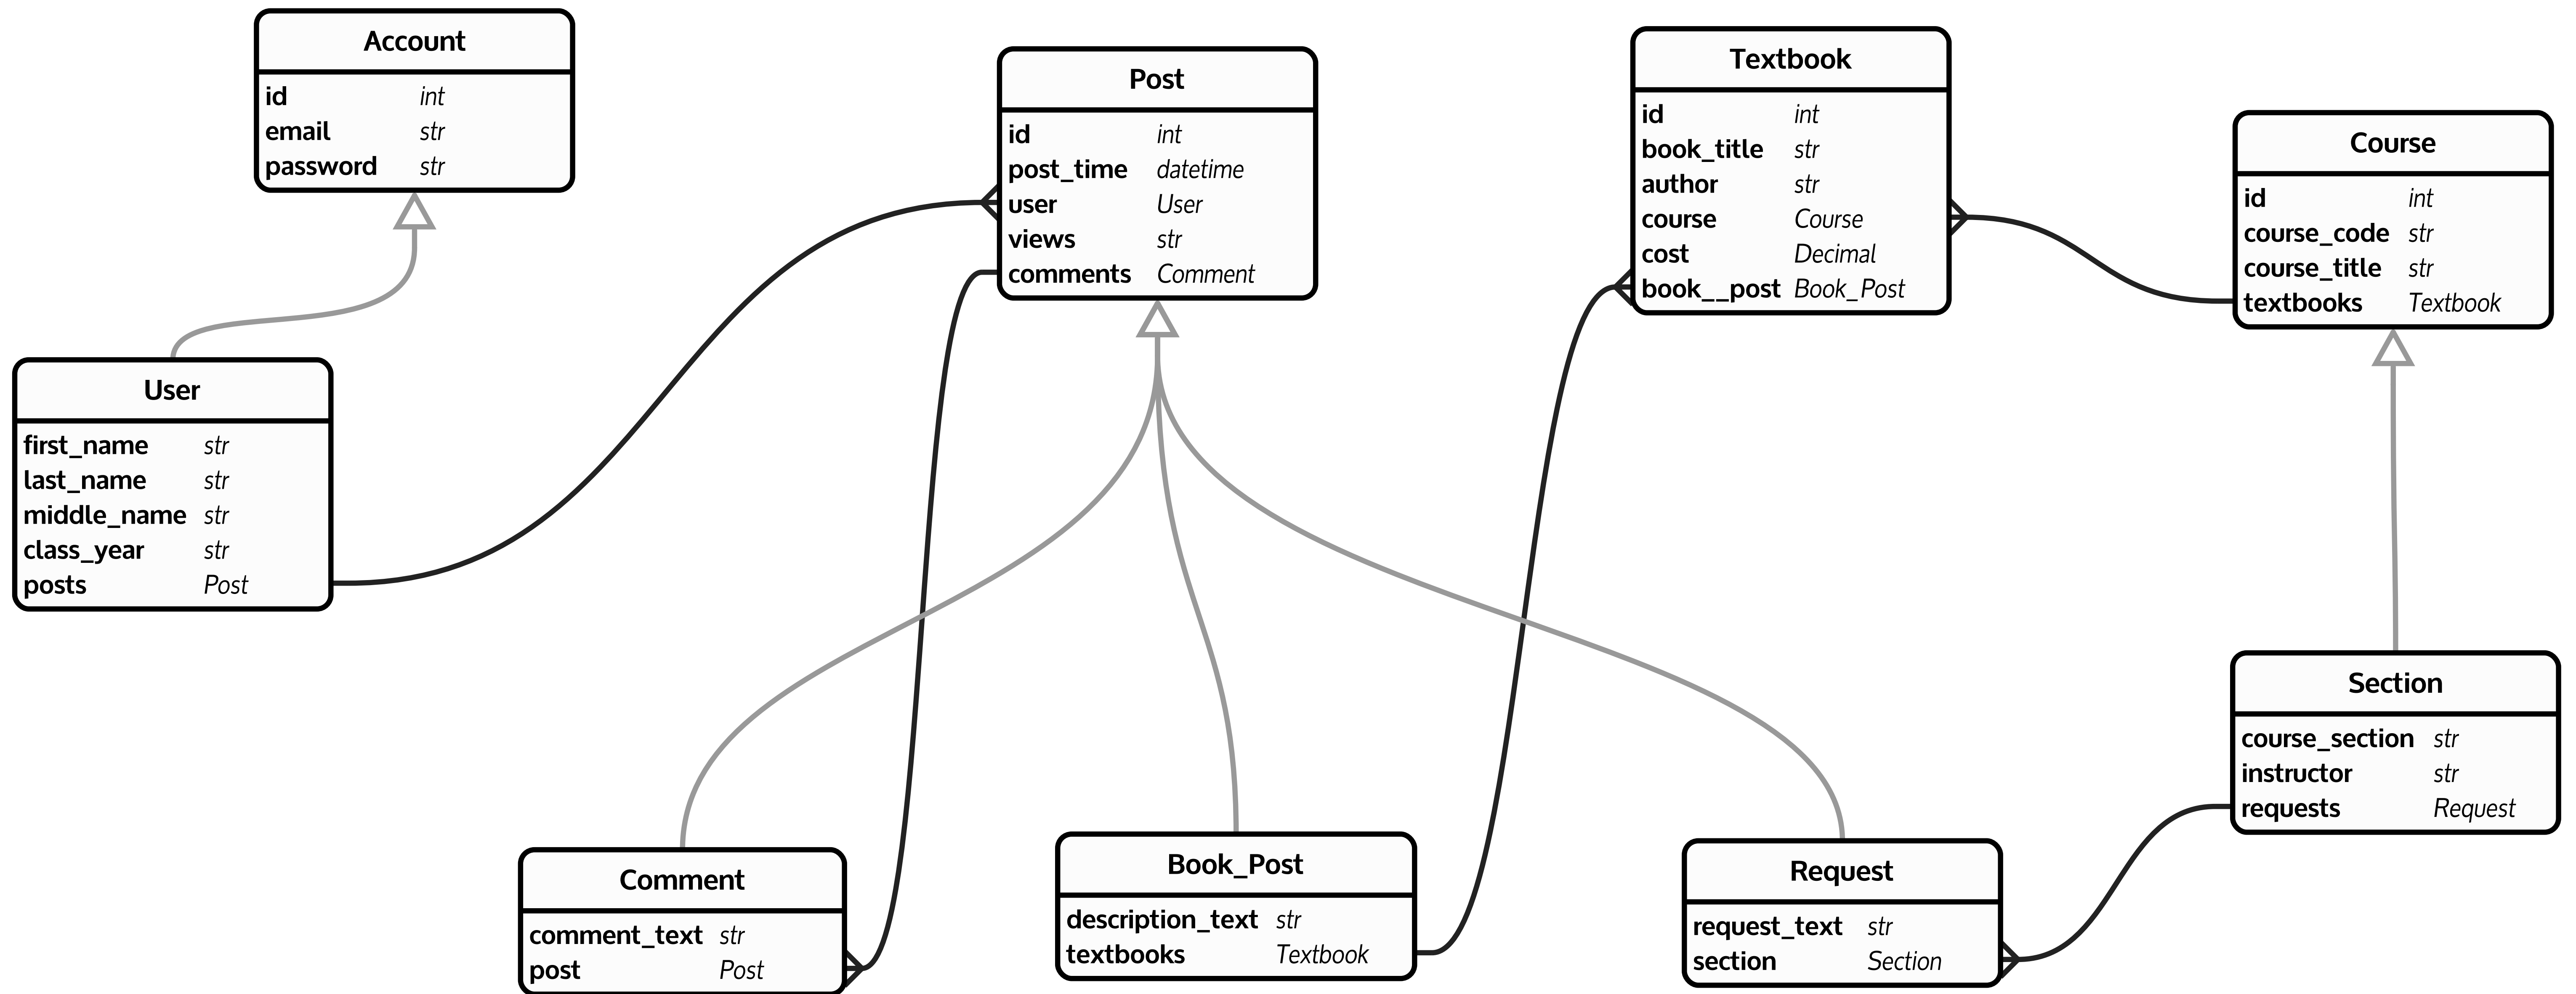 Account
id int
email str
password str
Post
id int
post_time datetime
user User
views str
comments Comment
Textbook
id int
book_title str
author str
course Course
cost Decimal
book__post Book_Post
Course
id int
course_code str
course_title str
textbooks Textbook
User
first_name str
last_name str
middle_name str
class_year str
posts Post
Section
course_section str
instructor str
requests Request
Comment
comment_text str
post Post
Book_Post
description_text str
textbooks Textbook
Request
request_text str
section Section